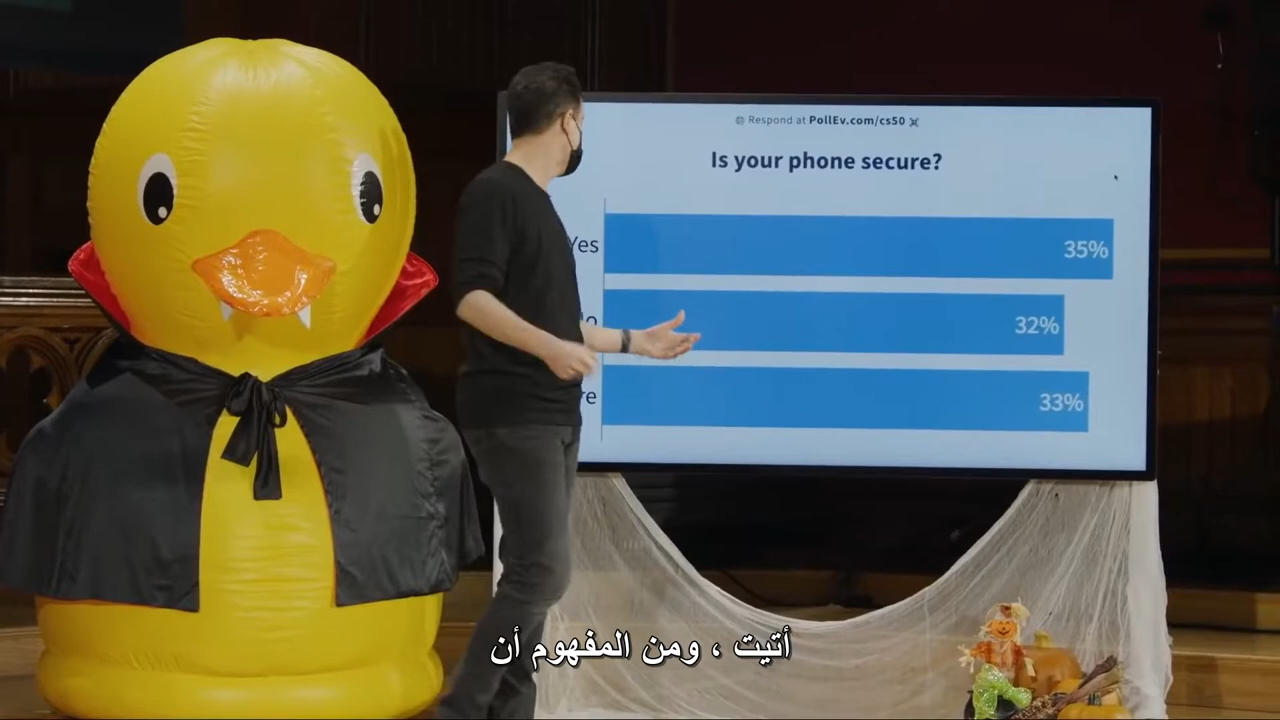 Respond at PollEv.com/cs50
Is your phone secure?
Yes
35%
32%
33%
أتيت ، ومن المفهوم أن